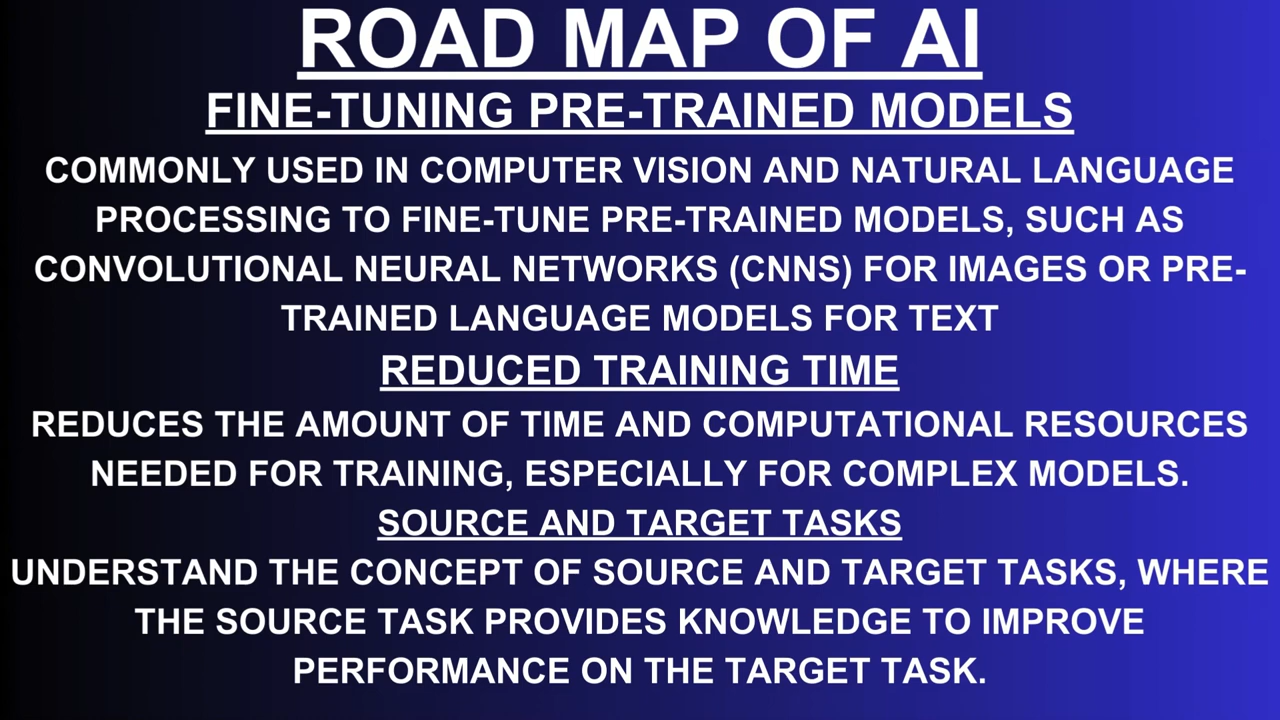 ROAD MAP OF AI
FINE-TUNING PRE-TRAINED MODELS
COMMONLY USED IN COMPUTER VISION AND NATURAL LANGUAGE
PROCESSING TO FINE-TUNE PRE-TRAINED MODELS, SUCH AS
CONVOLUTIONAL NEURAL NETWORKS (CNNS) FOR IMAGES OR PRE-
TRAINED LANGUAGE MODELS FOR TEXT
REDUCED TRAINING TIME
REDUCES THE AMOUNT OF TIME AND COMPUTATIONAL RESOURCES
NEEDED FOR TRAINING, ESPECIALLY FOR COMPLEX MODELS.
SOURCE AND TARGET TASKS
UNDERSTAND THE CONCEPT OF SOURCE AND TARGET TASKS, WHERE
THE SOURCE TASK PROVIDES KNOWLEDGE TO IMPROVE
PERFORMANCE ON THE TARGET TASK.